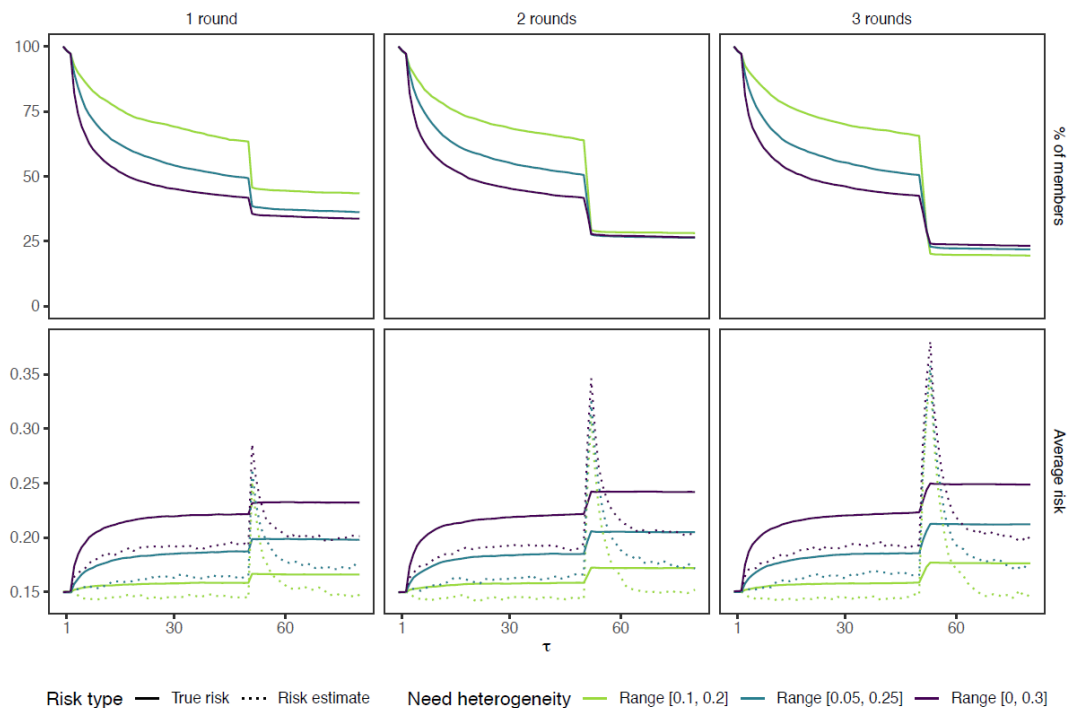 1 round 2 rounds 3 rounds
100
75
50
25
0
% of members
0.35
0.30
0.25
0.20
0.15
Average risk
1 30 60 1 30 60 1 30 60
τ
Risk type True risk Risk estimate Need heterogeneity Range [0.1, 0.2] Range [0.05, 0.25] Range [0, 0.3]